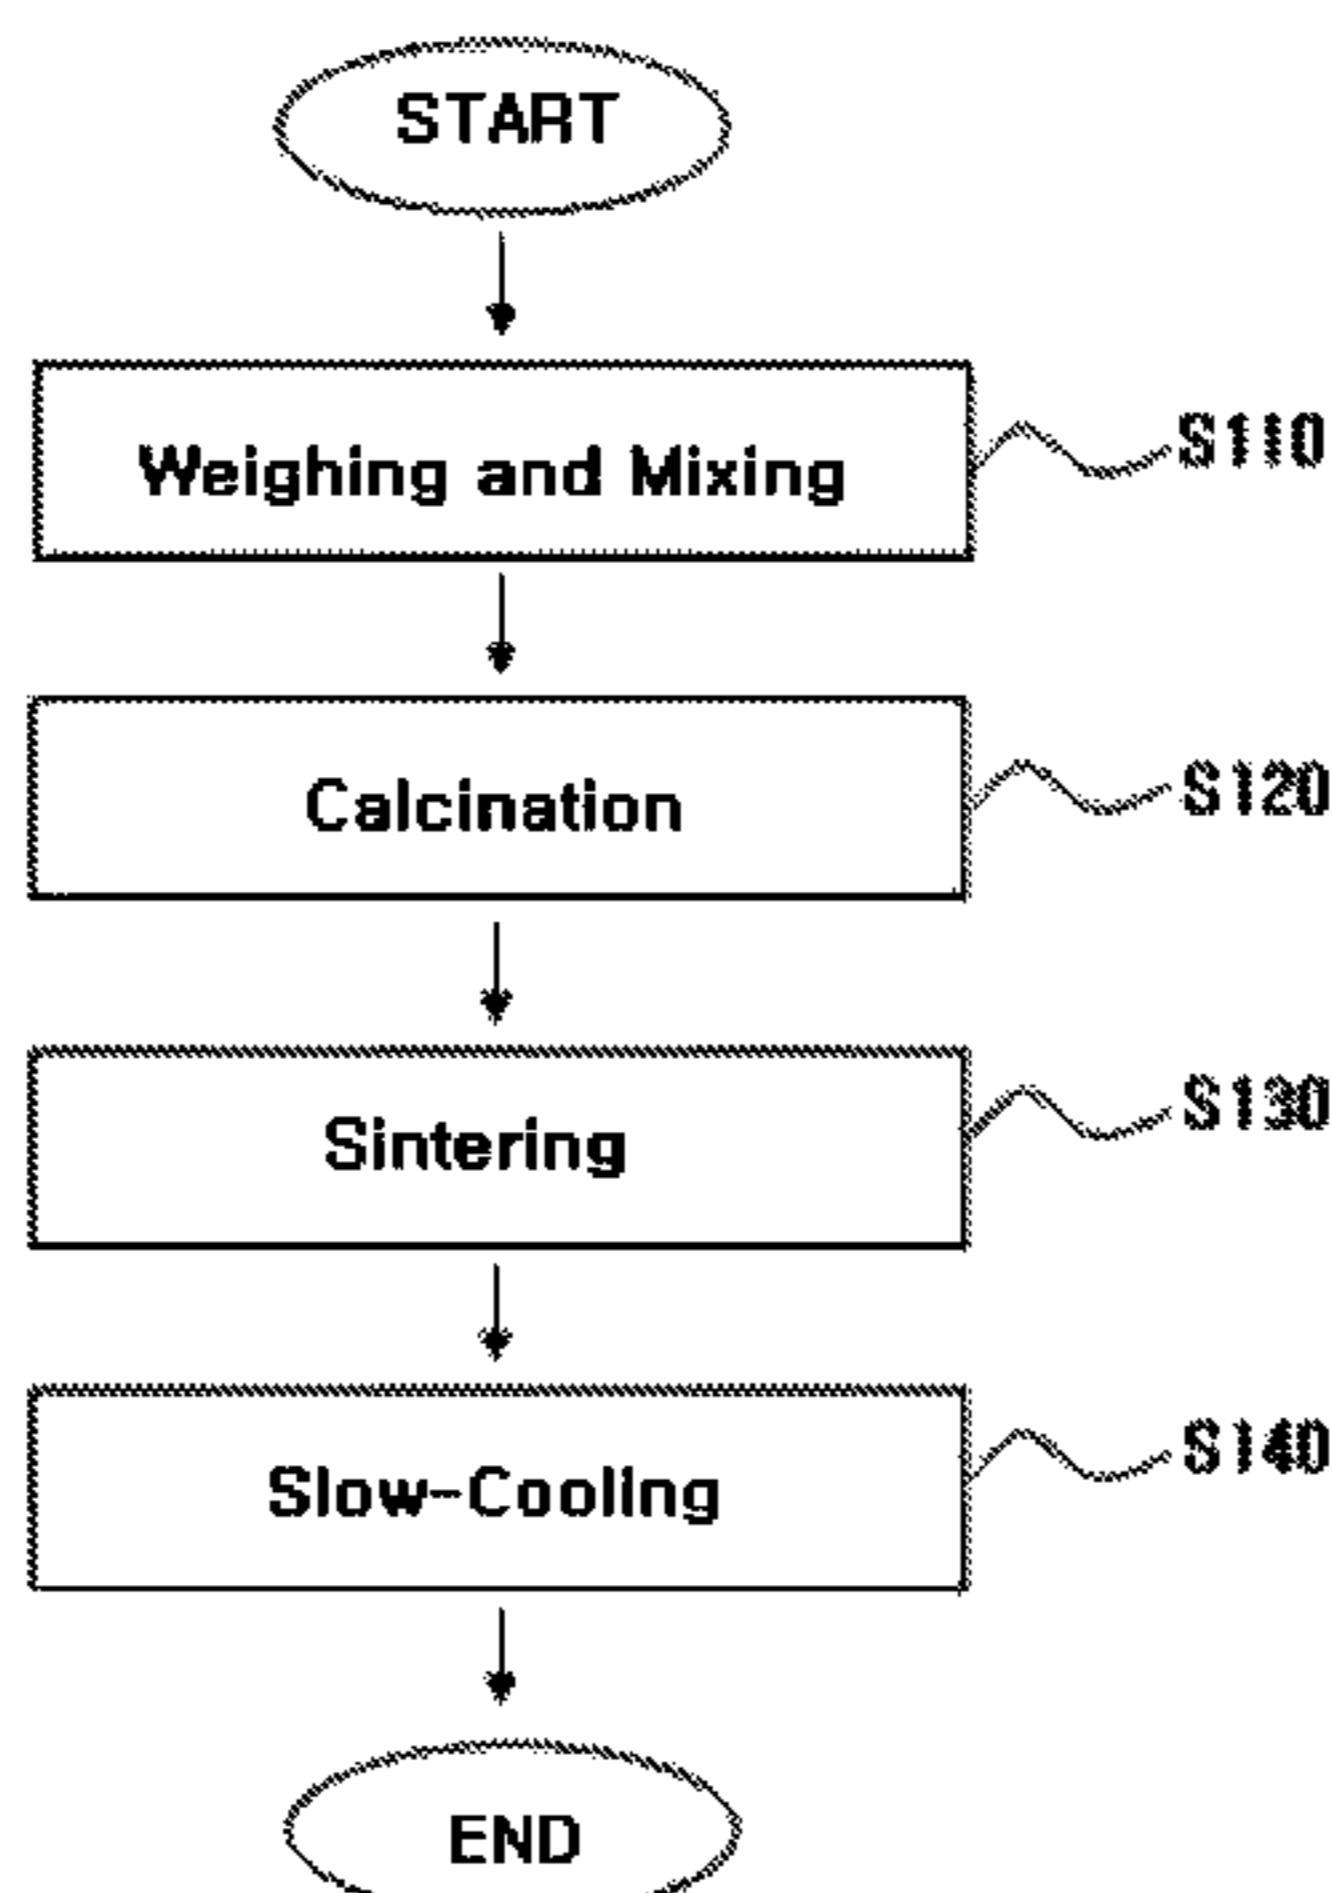 START
Weighing and Mixing
S110
Calcination
S120
Sintering
S130
Slow-Cooling
S140
END